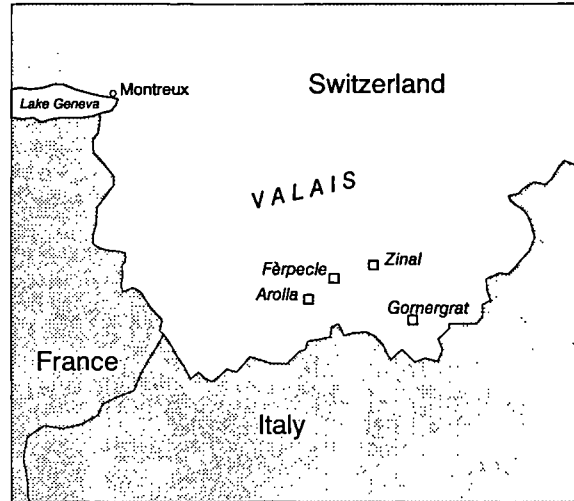 Montreux
Switzerland
Lake Geneva
VALAIS
Zinal
Fèrpecle
Arolla
Gornergrat
France
Italy